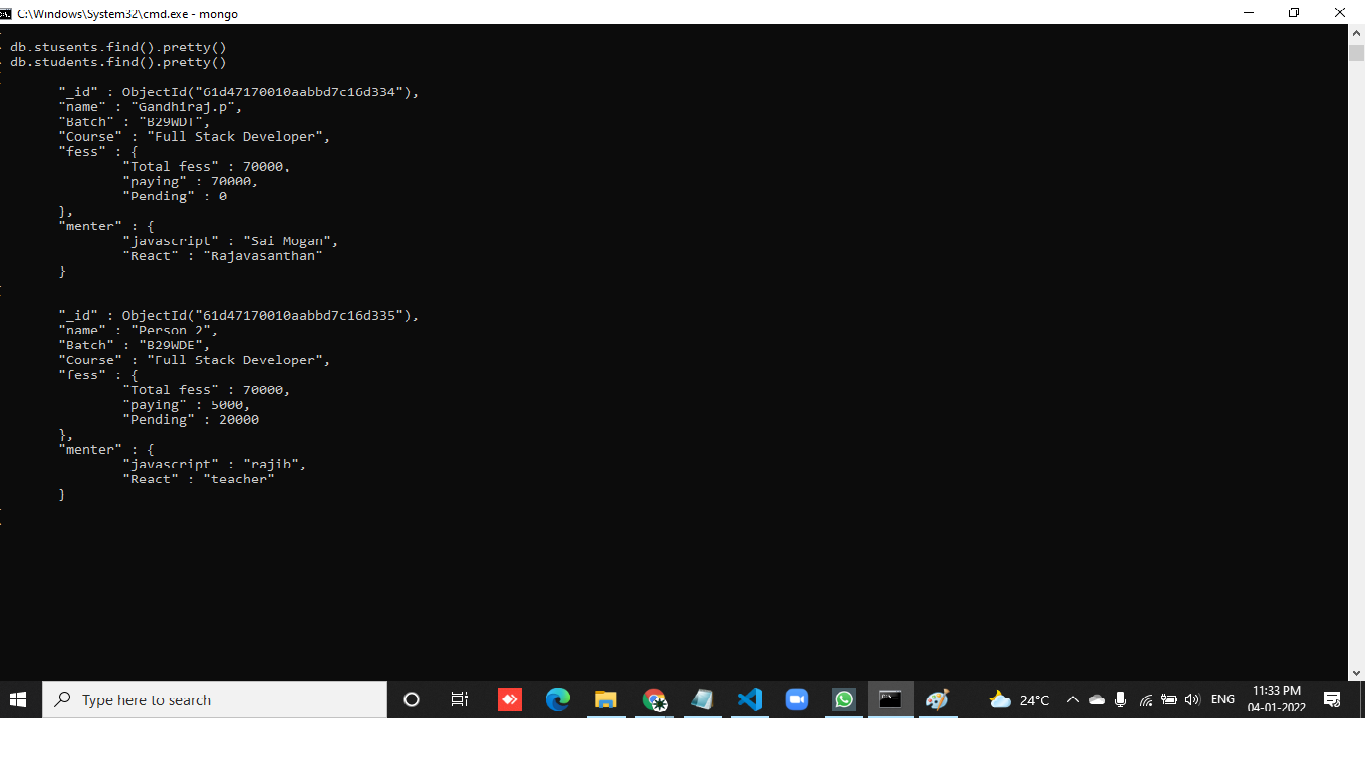 C:\Windows\System32\cmd.exe - mongo
db.stusents.find().pretty()
db.students.find().pretty()
"_id" : ObjectId("61d47170010aabbd7c16d334"),
"name" : "Gandhiraj.p",
"Batch" : "B29WDT",
"Course" : "Full Stack Developer",
"fess" : {
"Total fess" : 70000,
"paying" : 70000,
"Pending" : 0
},
"menter" : {
"javascript" : "Sai Mogan",
"React" : "Rajavasanthan"
}
"_id" : ObjectId("61d47170010aabbd7c16d335"),
"name" : "Person 2",
"Batch" : "B29WDE",
"Course" : "Full Stack Developer",
"fess" : {
"Total fess" : 70000,
"paying" : 5000,
"Pending" : 20000
},
"menter" : {
"javascript" : "rajib",
"React" : "teacher"
}
Type here to search
24°C
ENG
11:33 PM
04-01-2022